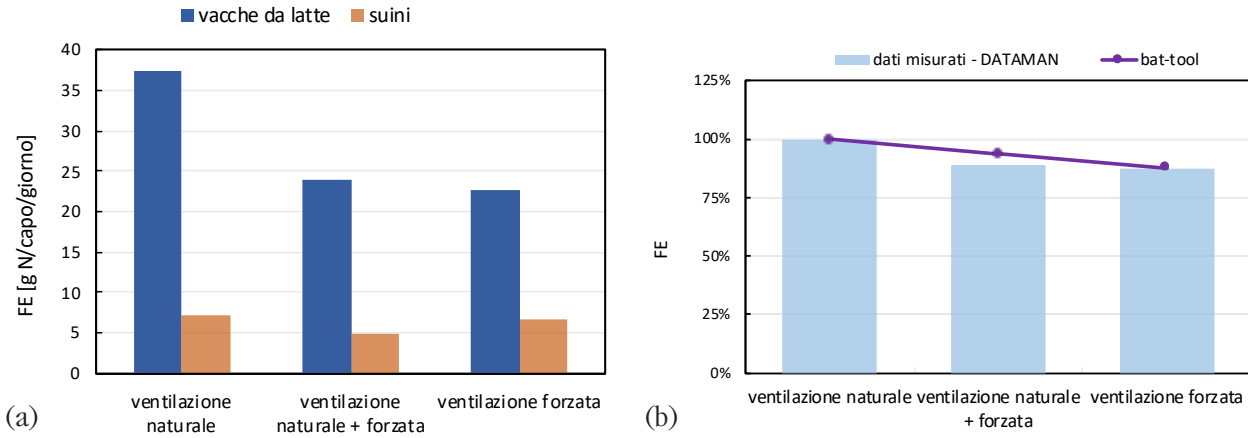 vacche da latte suini
40
35
30
25
20
15
10
5
0
FE [g N/capo/giorno]
ventilazione
naturale
ventilazione
naturale + forzata
ventilazione forzata
(a)
dati misurati - DATAMAN bat-tool
125%
100%
75%
50%
25%
0%
FE
ventilazione naturale
ventilazione naturale
+ forzata
ventilazione forzata
(b)